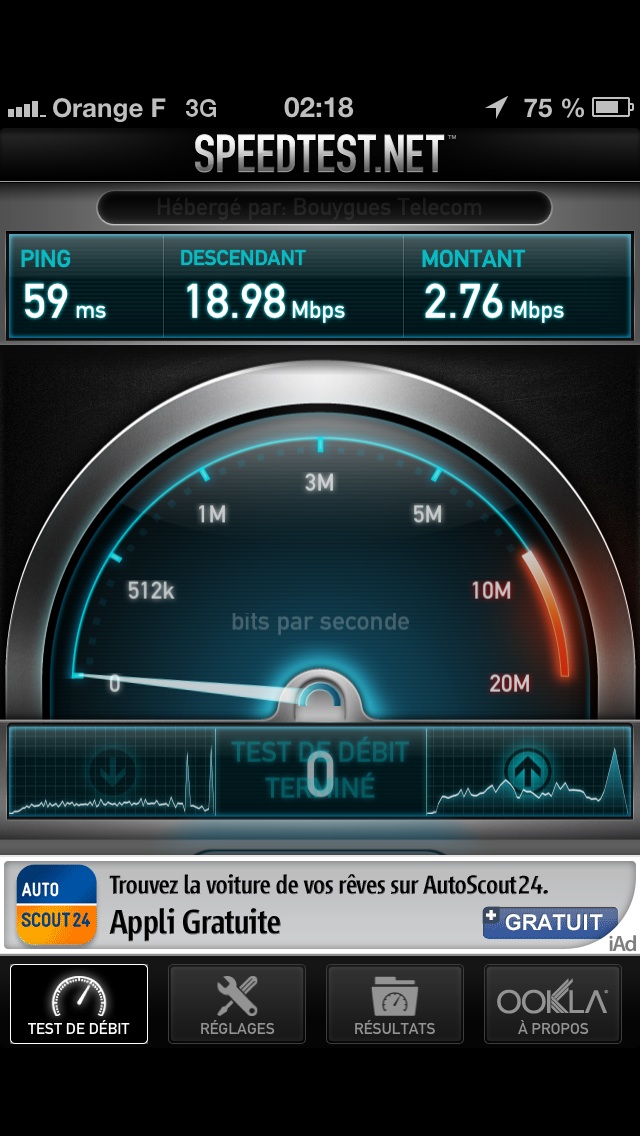 Orange F 3G 02:18 75 %
SPEEDTEST.NET™
Hébergé par: Bouygues Telecom
PING DESCENDANT MONTANT
59 ms 18.98 Mbps 2.76 Mbps
3M
1M 5M
512k 10M
bits par seconde
0 20M
TEST DE DÉBIT
TERMINÉ
0
AUTO
SCOUT24
Trouvez la voiture de vos rêves sur AutoScout24.
Appli Gratuite
+ GRATUIT
iAd
TEST DE DÉBIT RÉGLAGES RÉSULTATS OOKLA®
À PROPOS